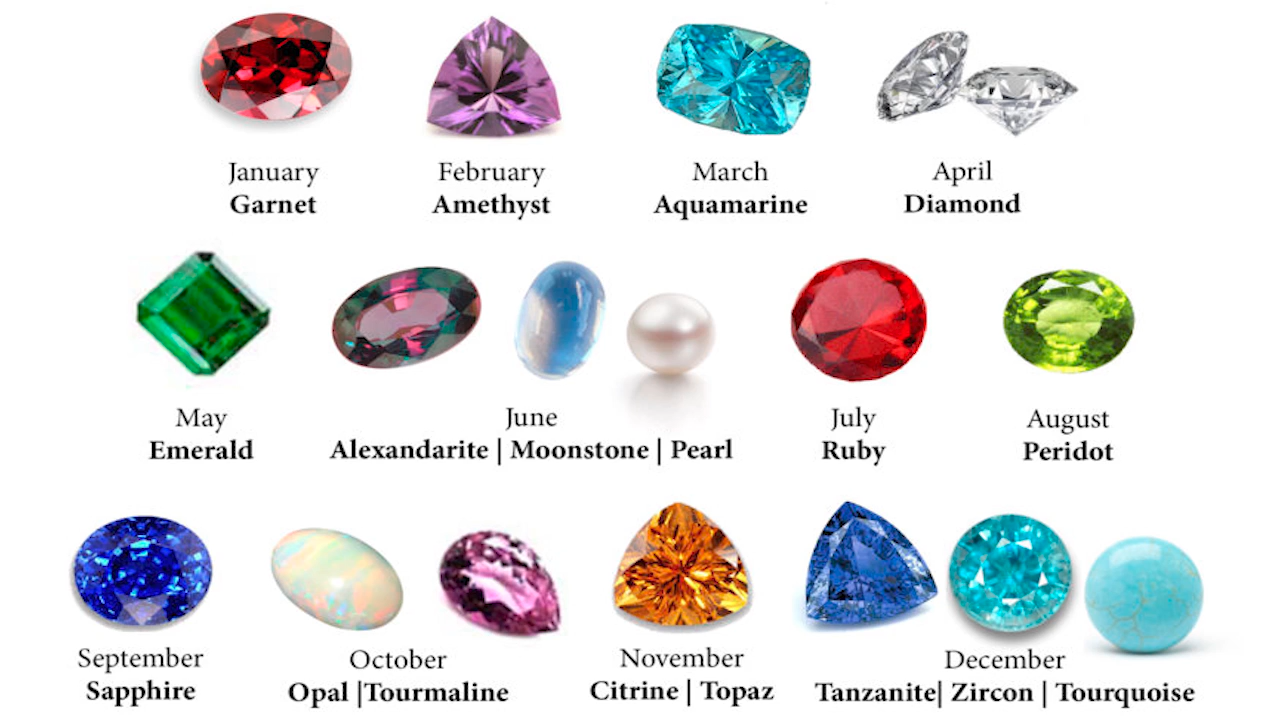 January
Garnet
February
Amethyst
March
Aquamarine
April
Diamond
May
Emerald
June
Alexandarite | Moonstone | Pearl
July
Ruby
August
Peridot
September
Sapphire
October
Opal |Tourmaline
November
Citrine | Topaz
December
Tanzanite| Zircon | Tourquoise